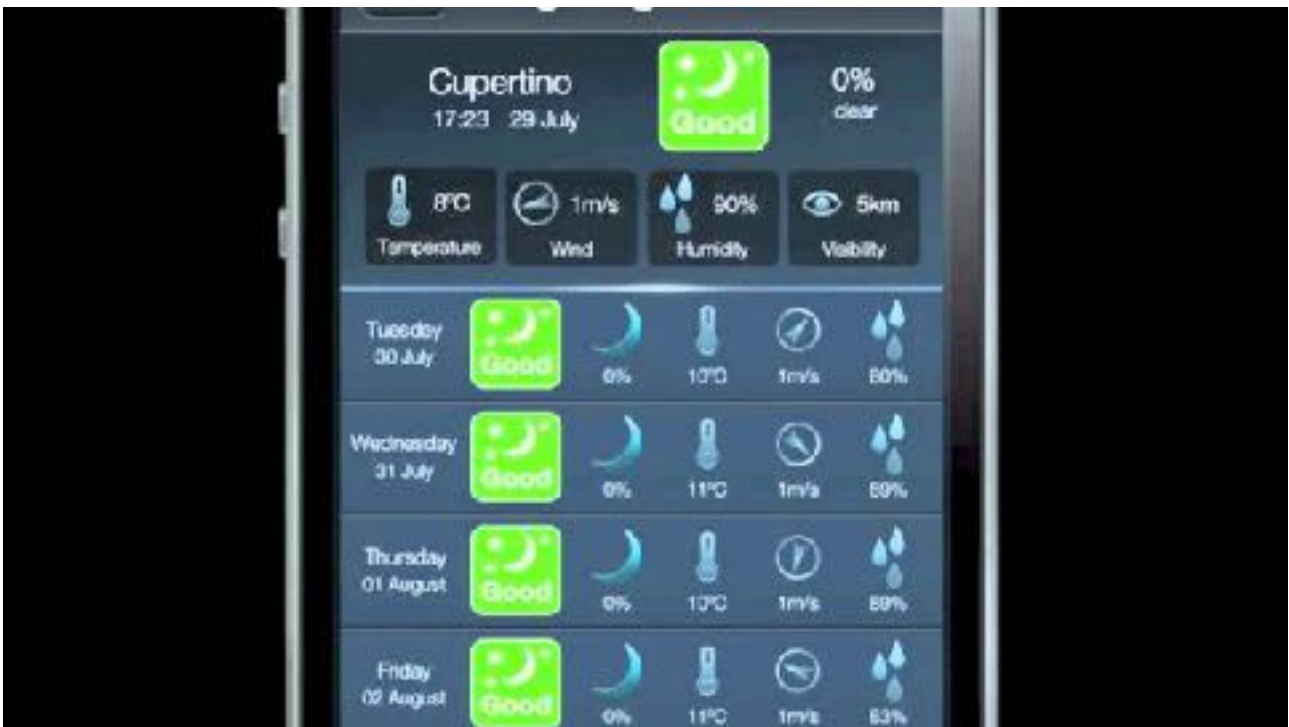 Cupertino
17:23 29 July
Good
0%
clear
8°C
Temperature
1m/s
Wind
90%
Humidity
5km
Visibility
Tuesday
30 July
Good
0%
10°C
1m/s
Wednesday
31 July
Good
0%
11°C
1m/s
Thursday
01 August
Good
0%
10°C
1m/s
Friday
02 August
Good
0%
11°C
1m/s